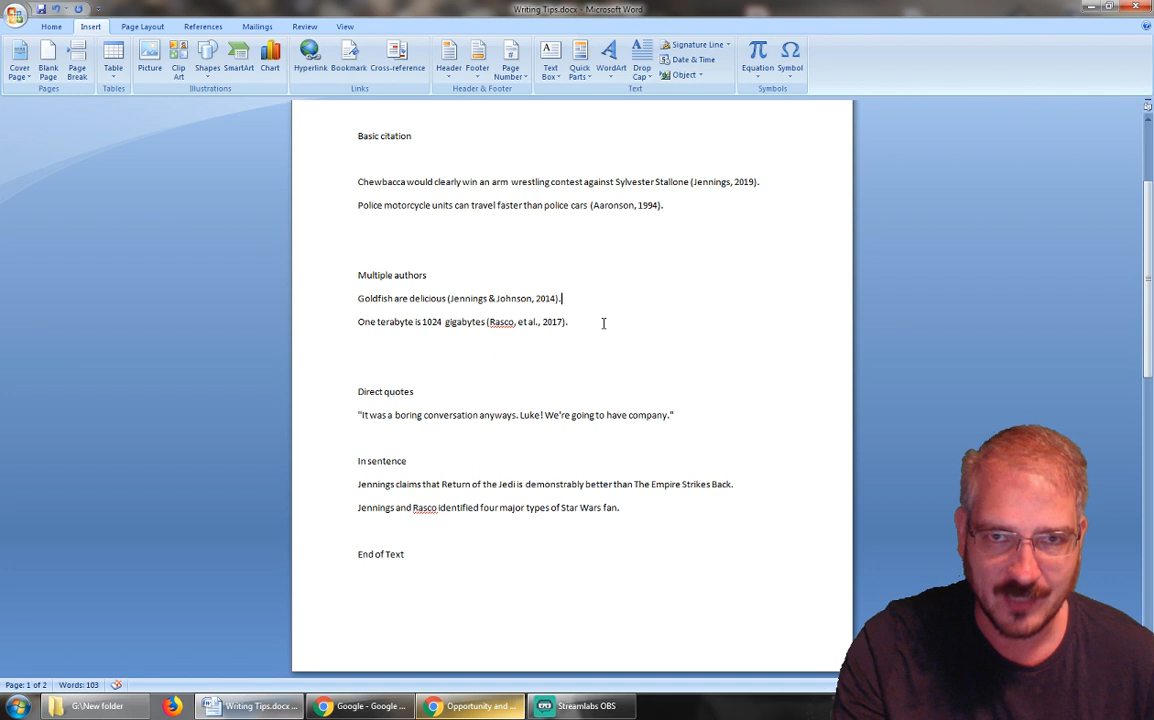 Writing Tips.docx - Microsoft Word
Home Insert Page Layout References Mailings Review View
Cover Page Blank Page Page Break Table Picture Clip Art Shapes SmartArt Chart Hyperlink Bookmark Cross-reference Header Footer Page Number Text Box Quick Parts WordArt Drop Cap Signature Line Date & Time Object Equation Symbol
Pages Tables Illustrations Links Header & Footer Text Symbols
Basic citation
Chewbacca would clearly win an arm wrestling contest against Sylvester Stallone (Jennings, 2019).
Police motorcycle units can travel faster than police cars (Aaronson, 1994).
Multiple authors
Goldfish are delicious (Jennings & Johnson, 2014).
One terabyte is 1024 gigabytes (Rasco, et al., 2017).
Direct quotes
"It was a boring conversation anyways. Luke! We're going to have company."
In sentence
Jennings claims that Return of the Jedi is demonstrably better than The Empire Strikes Back.
Jennings and Rasco identified four major types of Star Wars fan.
End of Text
Page: 1 of 2 Words: 103
G:\New folder Writing Tips.docx ... Google - Google ... Opportunity and ... Streamlabs OBS